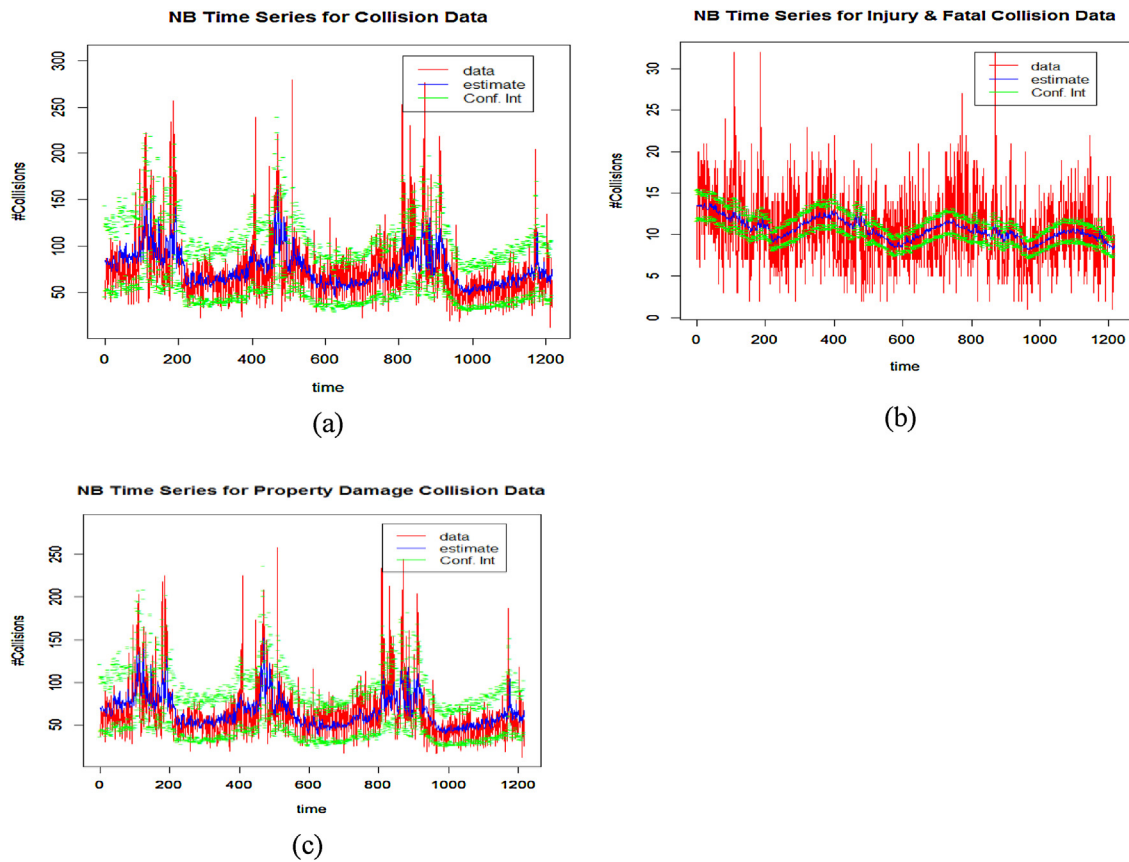 NB Time Series for Collision Data
300
250
200
150
100
50
#Collisions
data
estimate
Conf. Int
0 200 400 600 800 1000 1200
time
(a)
NB Time Series for Injury & Fatal Collision Data
30
25
20
15
10
5
0
#Collisions
data
estimate
Conf. Int
0 200 400 600 800 1000 1200
time
(b)
NB Time Series for Property Damage Collision Data
250
200
150
100
50
#Collisions
data
estimate
Conf. Int
0 200 400 600 800 1000 1200
time
(c)